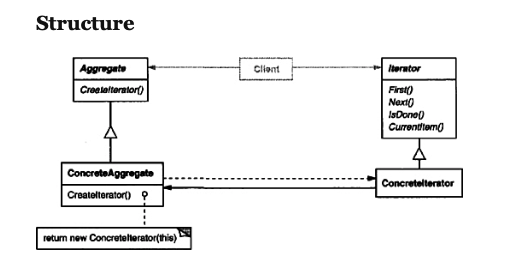 Structure
Aggregate
CreateIterator()
Client
Iterator
First()
Next()
IsDone()
CurrentItem()
ConcreteAggregate
CreateIterator()
ConcreteIterator
return new ConcreteIterator(this)